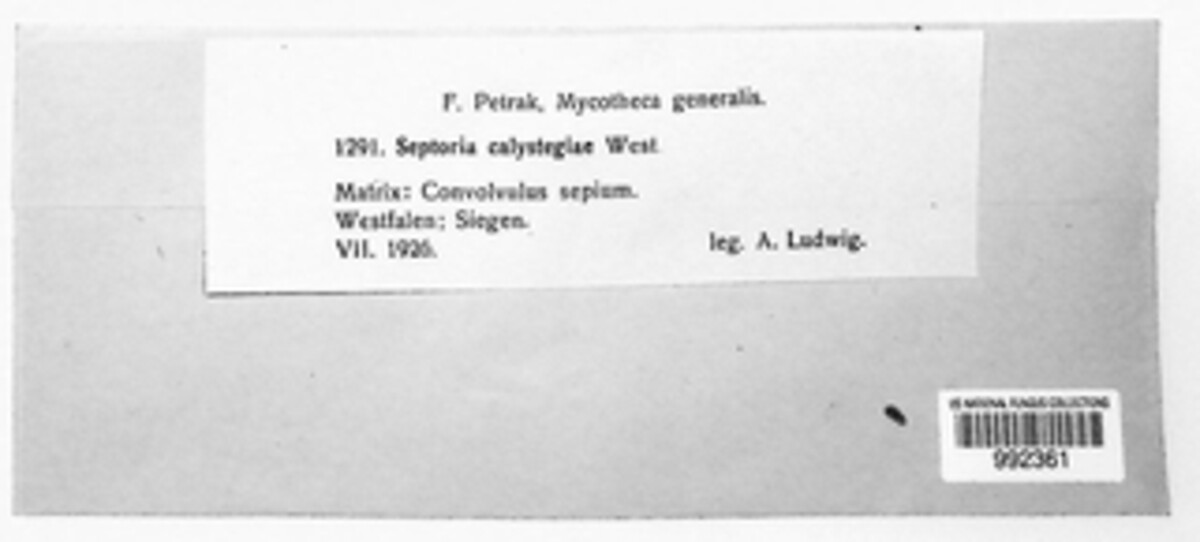 F. Petrak, Mycotheca generalis.
1291. Septoria calystegiae West
Matrix: Convolvulus sepium.
Westfalen; Siegen.
VII. 1926. leg. A. Ludwig.
US NATIONAL FUNGUS COLLECTIONS
992361